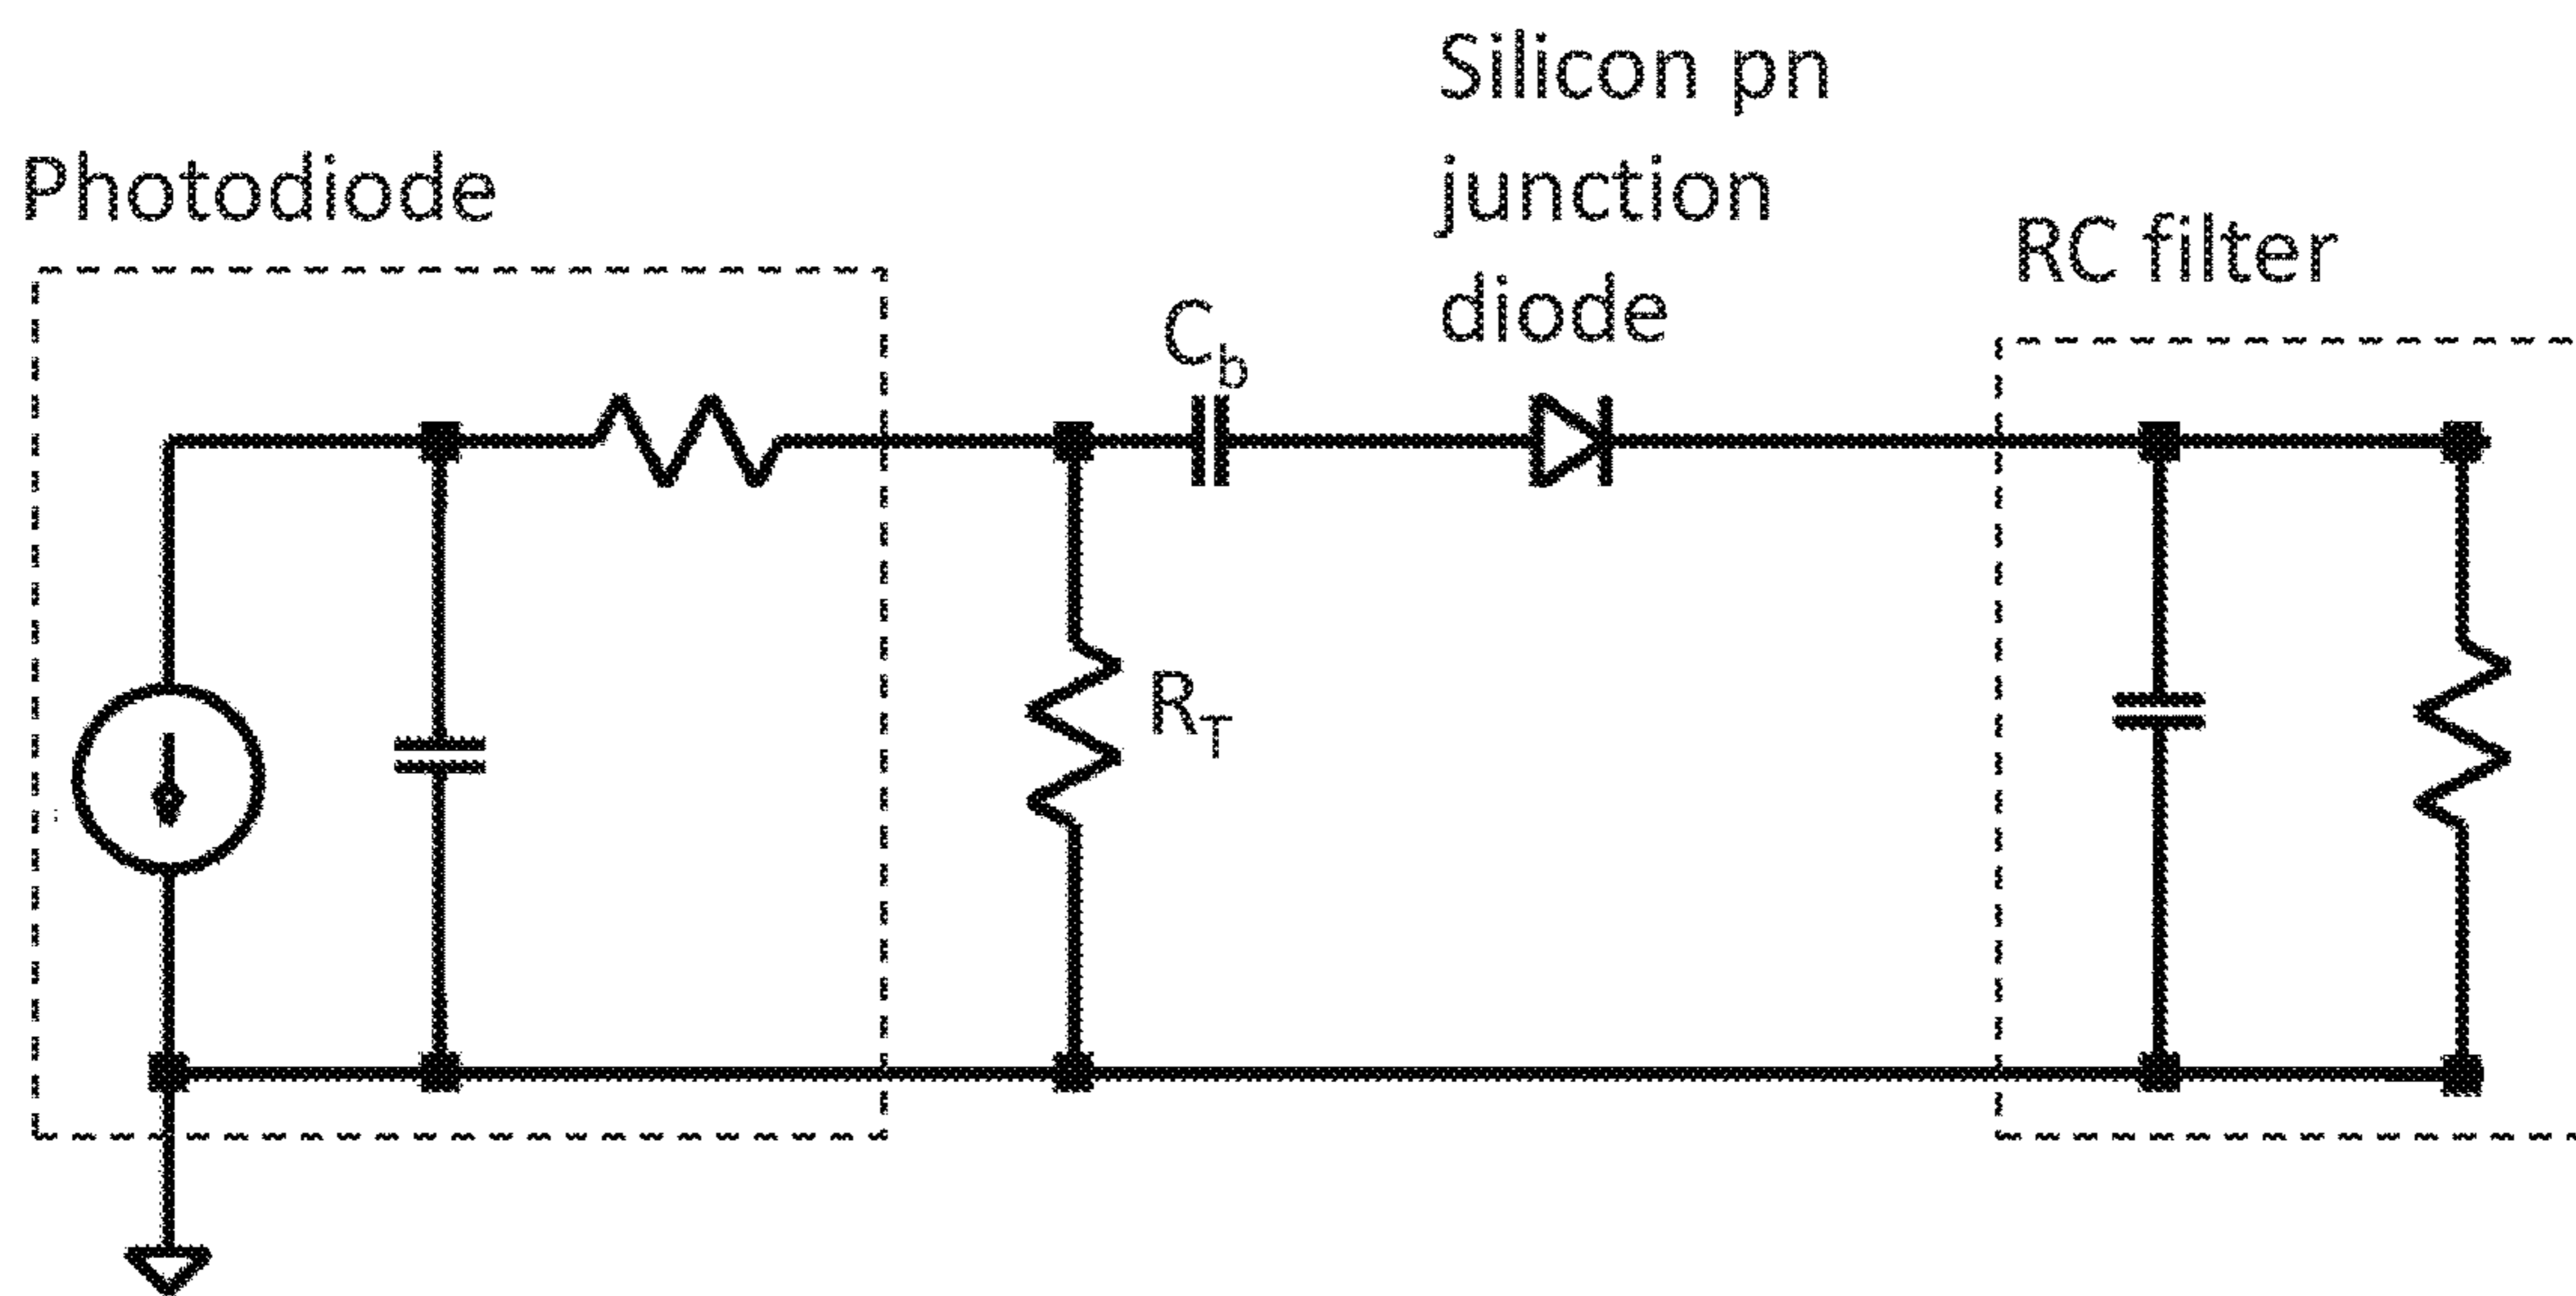 Photodiode
C_b
Silicon pn
junction
diode
RC filter
R_T